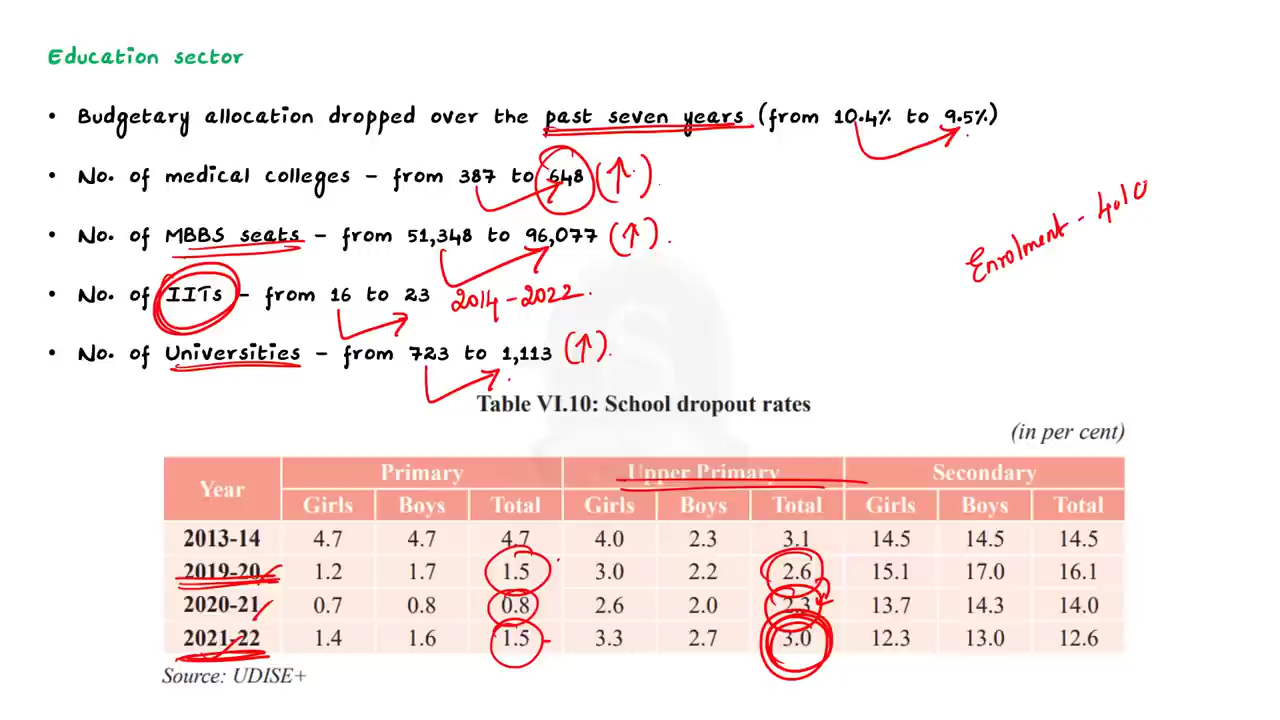 Education sector
• Budgetary allocation dropped over the past seven years (from 10.4% to 9.5%)
• No. of medical colleges – from 387 to 648 (↑)
• No. of MBBS seats – from 51,348 to 96,077 (↑)
Enrolment -
• No. of IITs – from 16 to 23 2014-2022
• No. of Universities – from 723 to 1,113 (↑)
Table VI.10: School dropout rates
(in per cent)
Year Primary Upper Primary Secondary
Girls Boys Total Girls Boys Total Girls Boys Total
2013-14 4.7 4.7 4.7 4.0 2.3 3.1 14.5 14.5 14.5
2019-20 1.2 1.7 1.5 3.0 2.2 2.6 15.1 17.0 16.1
2020-21 0.7 0.8 0.8 2.6 2.0 2.3 13.7 14.3 14.0
2021-22 1.4 1.6 1.5 3.3 2.7 3.0 12.3 13.0 12.6
Source: UDISE+